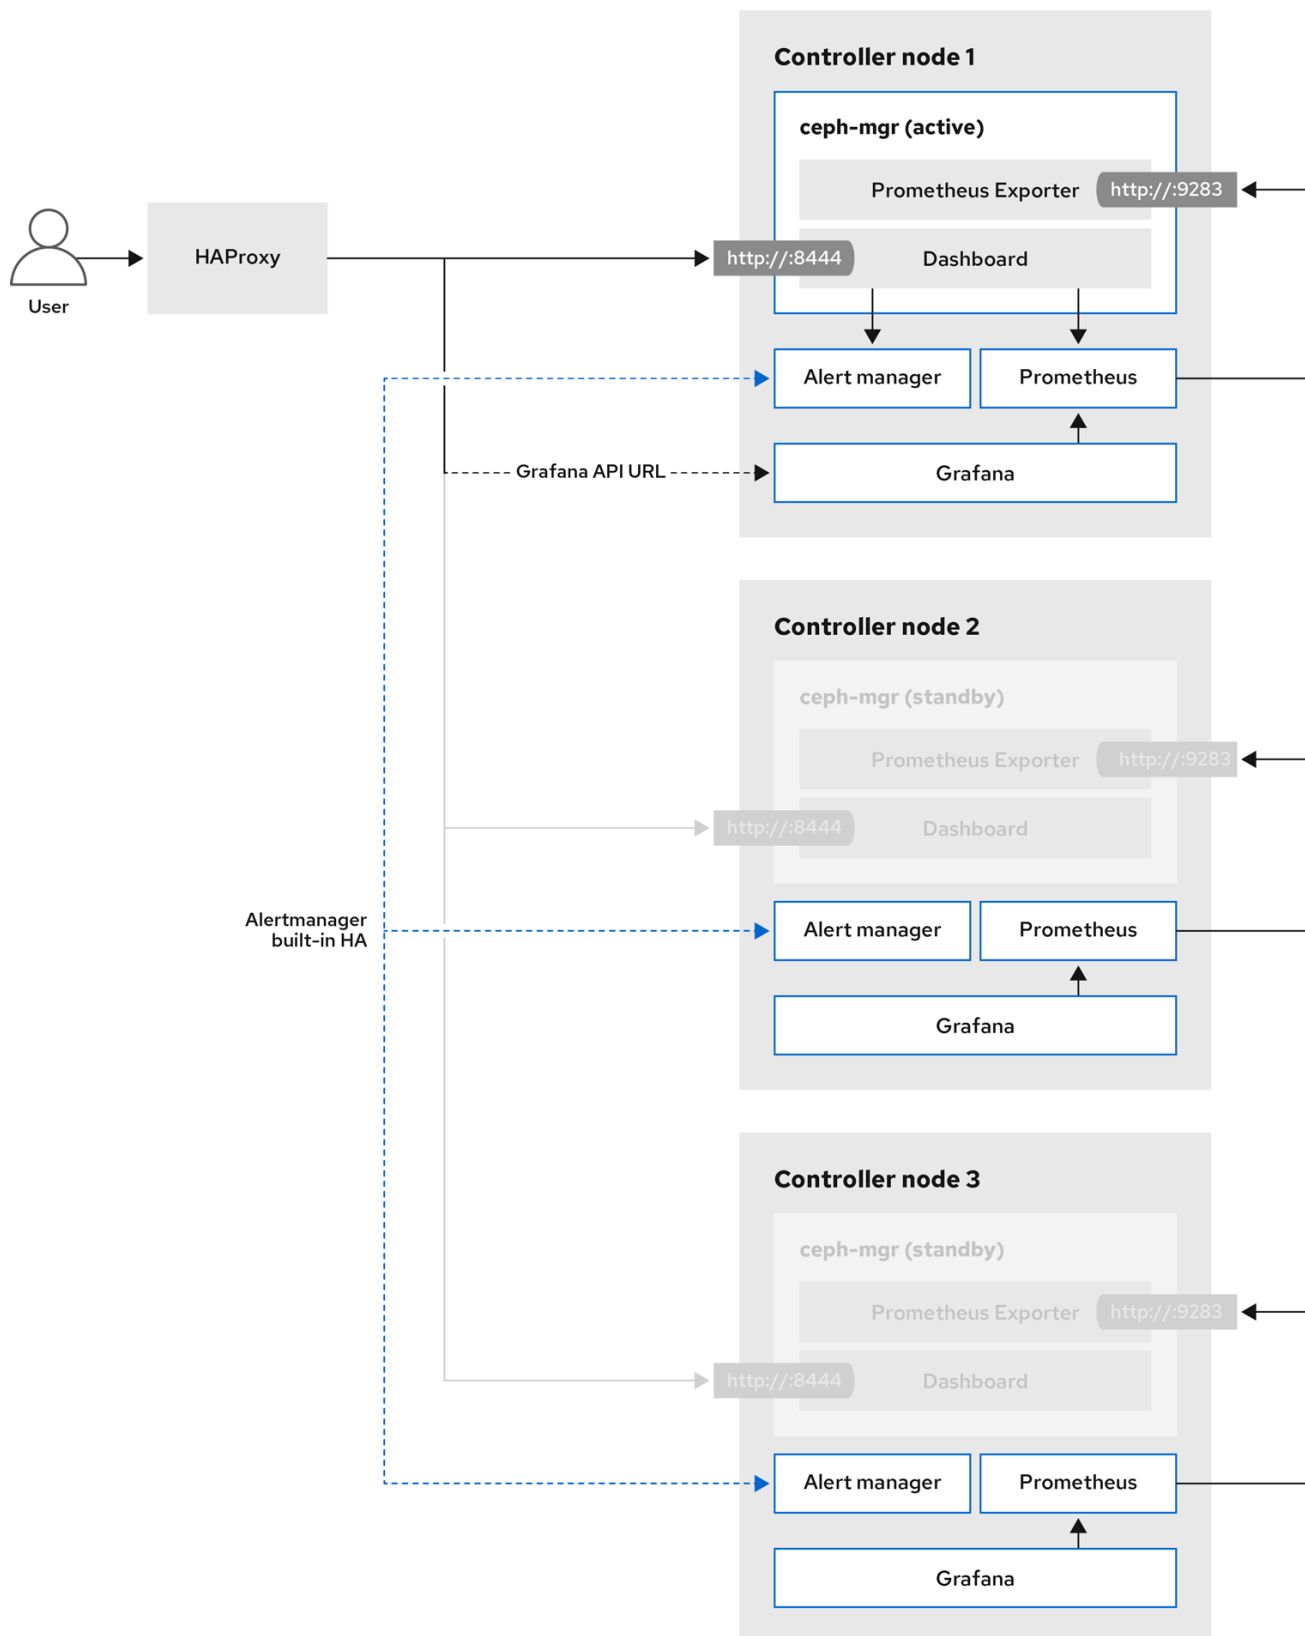 Controller node 1
ceph-mgr (active)
Prometheus Exporter
http://:9283
User
HAProxy
http://:8444
Dashboard
Alert manager
Prometheus
Grafana API URL
Grafana
Controller node 2
ceph-mgr (standby)
Prometheus Exporter
http://:9283
http://:8444
Dashboard
Alertmanager
built-in HA
Alert manager
Prometheus
Grafana
Controller node 3
ceph-mgr (standby)
Prometheus Exporter
http://:9283
http://:8444
Dashboard
Alert manager
Prometheus
Grafana